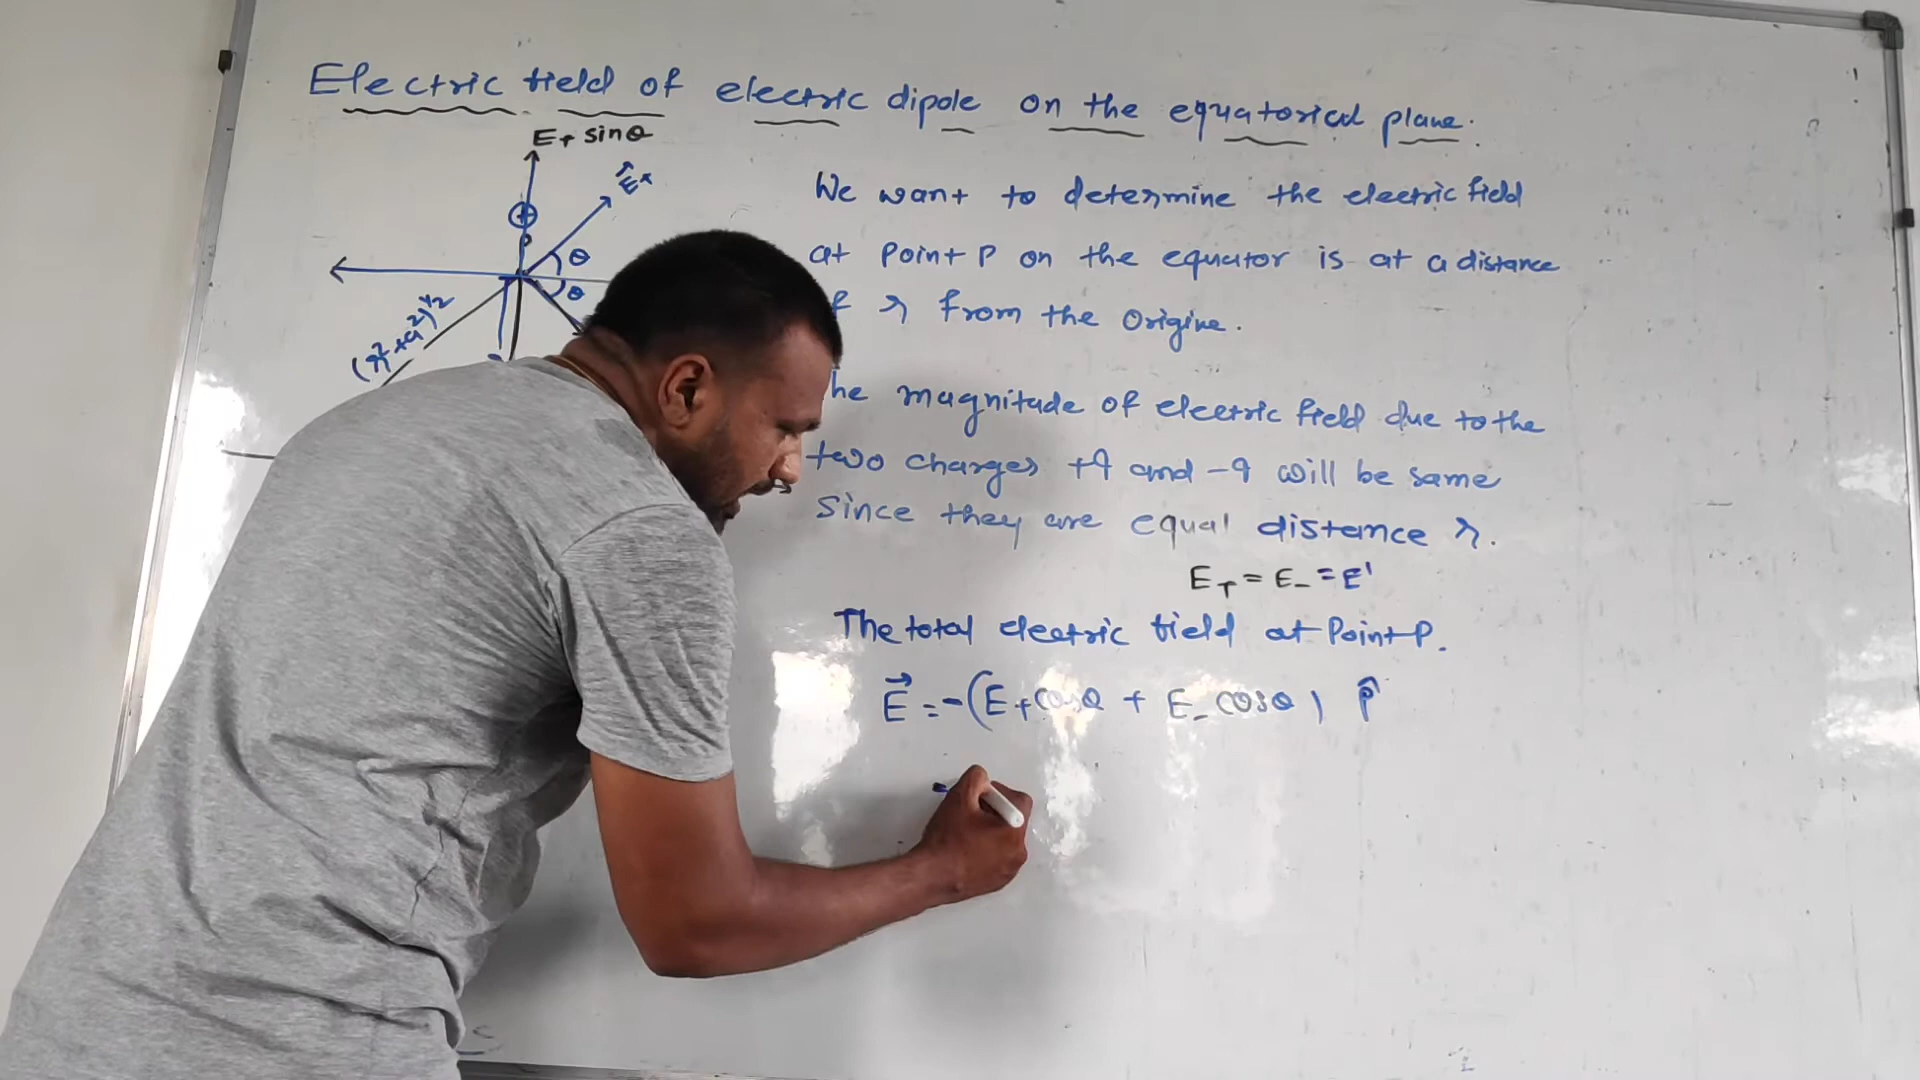 Electric field of electric dipole on the equatorical plane.
E+ sinθ
E+
+
P
θ
θ
(r²+a²)^1/2
We want to determine the electric field
at point P on the equator is at a distance
r from the Origine.
magnitude of electric field due to the
two charges +q and -q will be same
Since they are equal distance r.
E+ = E- = E'
The total electric field at Point P.
E⃗ = -(E+ cosθ + E- cosθ) p̂
=